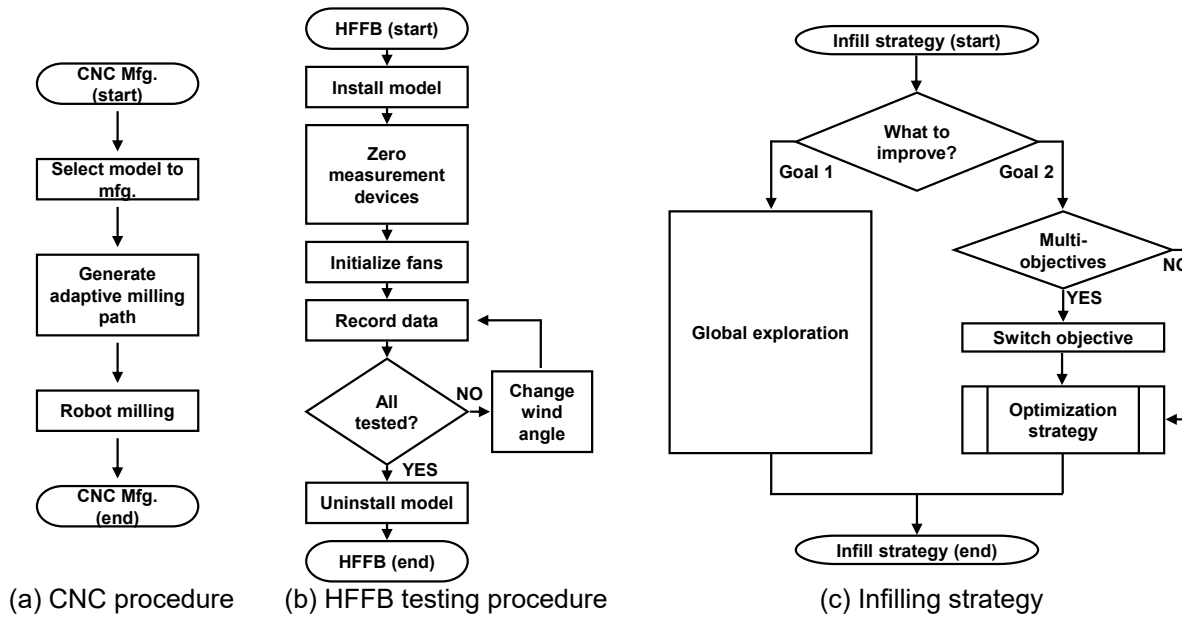 CNC Mfg.
(start)
Select model to
mfg.
Generate
adaptive milling
path
Robot milling
CNC Mfg.
(end)
(a) CNC procedure
HFFB (start)
Install model
Zero
measurement
devices
Initialize fans
Record data
All
tested?
NO
Change
wind
angle
YES
Uninstall model
HFFB (end)
(b) HFFB testing procedure
Infill strategy (start)
What to
improve?
Goal 1
Goal 2
Global exploration
Multi-
objectives
NO
YES
Switch objective
Optimization
strategy
Infill strategy (end)
(c) Infilling strategy